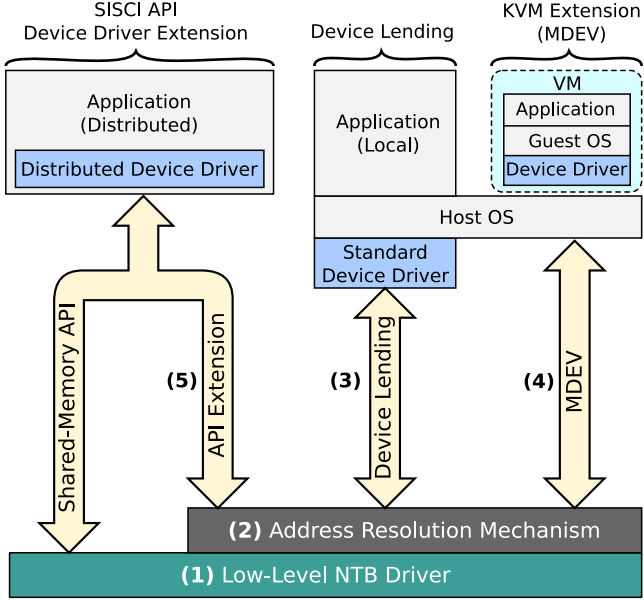 SISCI API
Device Driver Extension
Device Lending
KVM Extension
(MDEV)
Application
(Distributed)
Distributed Device Driver
Application
(Local)
VM
Application
Guest OS
Device Driver
Host OS
Standard
Device Driver
Shared-Memory API
(5)
API Extension
(3)
Device Lending
(4)
MDEV
(2) Address Resolution Mechanism
(1) Low-Level NTB Driver